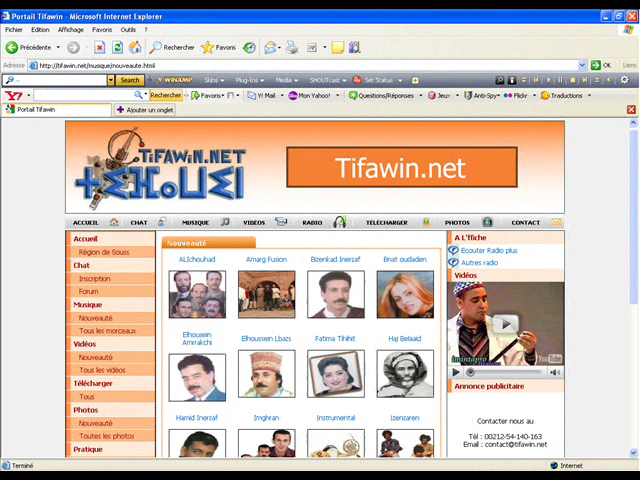 Portail Tifawin - Microsoft Internet Explorer
Fichier Edition Affichage Favoris Outils ?
Précédente Rechercher Favoris
Adresse http://tifawin.net/musique/nouveaute.html OK Liens
Search WINAMP Skins Plug-ins Media SHOUTcast Set Status
Y! Rechercher Favoris Y! Mail Mon Yahoo! Questions/Réponses Jeux Anti-Spy Flickr Traductions
Portail Tifawin Ajouter un onglet
TiFAWiN.NET
ⵜⵉⴼⴰⵡⵉⵏ
Tifawin.net
ACCUEIL CHAT MUSIQUE VIDÉOS RADIO TÉLÉCHARGER PHOTOS CONTACT
Accueil
Région de Souss
Chat
Inscription
Forum
Musique
Nouveauté
Tous les morceaux
Vidéos
Nouveauté
Tous les vidéos
Télécharger
Tous
Photos
Nouveauté
Toutes les photos
Pratique
Nouveauté
ALIchouhad Amarg Fusion Bizenkad Inerzaf Bnat oudaden
Elhousein Amrrakchi Elhoussein Lbazs Fatima Tihihit Haj Belaaid
Hamid Inerzaf Imghran Instrumental Izenzaren
A L'ffiche
Ecouter Radio plus
Autres radio
Vidéos
YouTube
Annonce publicitaire
Contacter nous au
Tél : 00212-54-140-163
Email : contact@tifawin.net
Terminé Internet